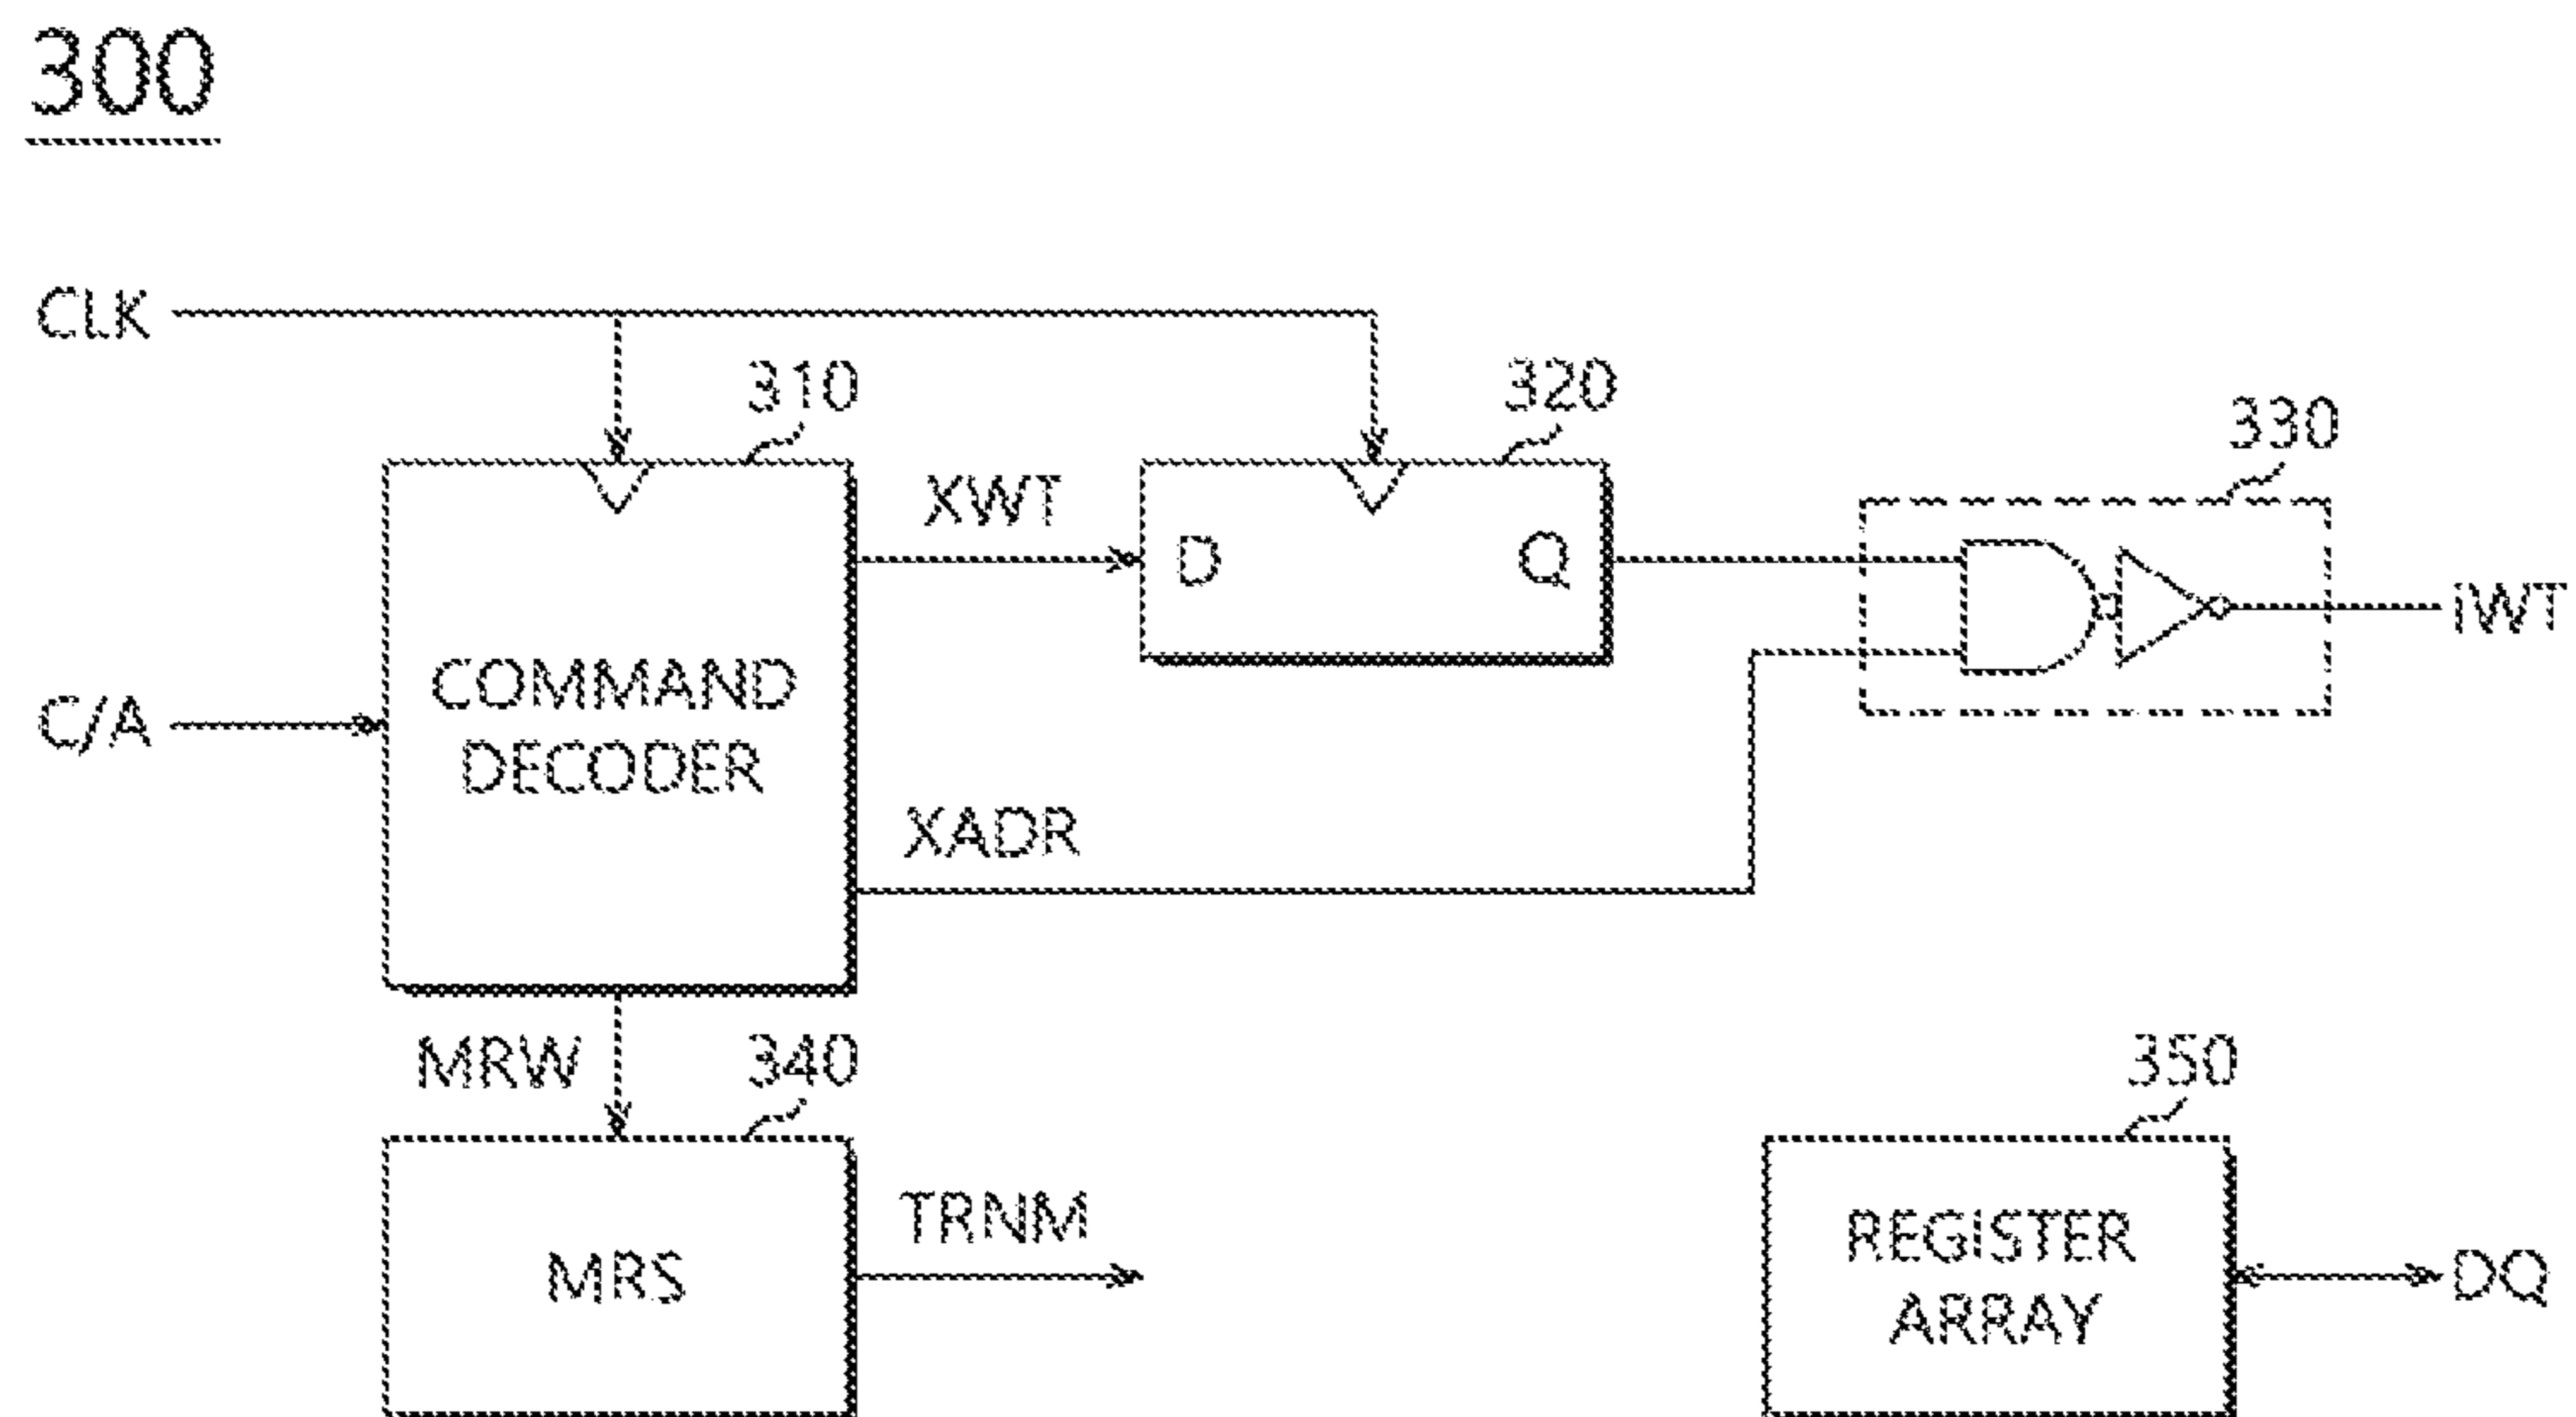 300
CLK
310
320
330
XWT
D
Q
iWT
C/A
COMMAND
DECODER
XADR
MRW
340
350
MRS
TRNM
REGISTER
ARRAY
DQ